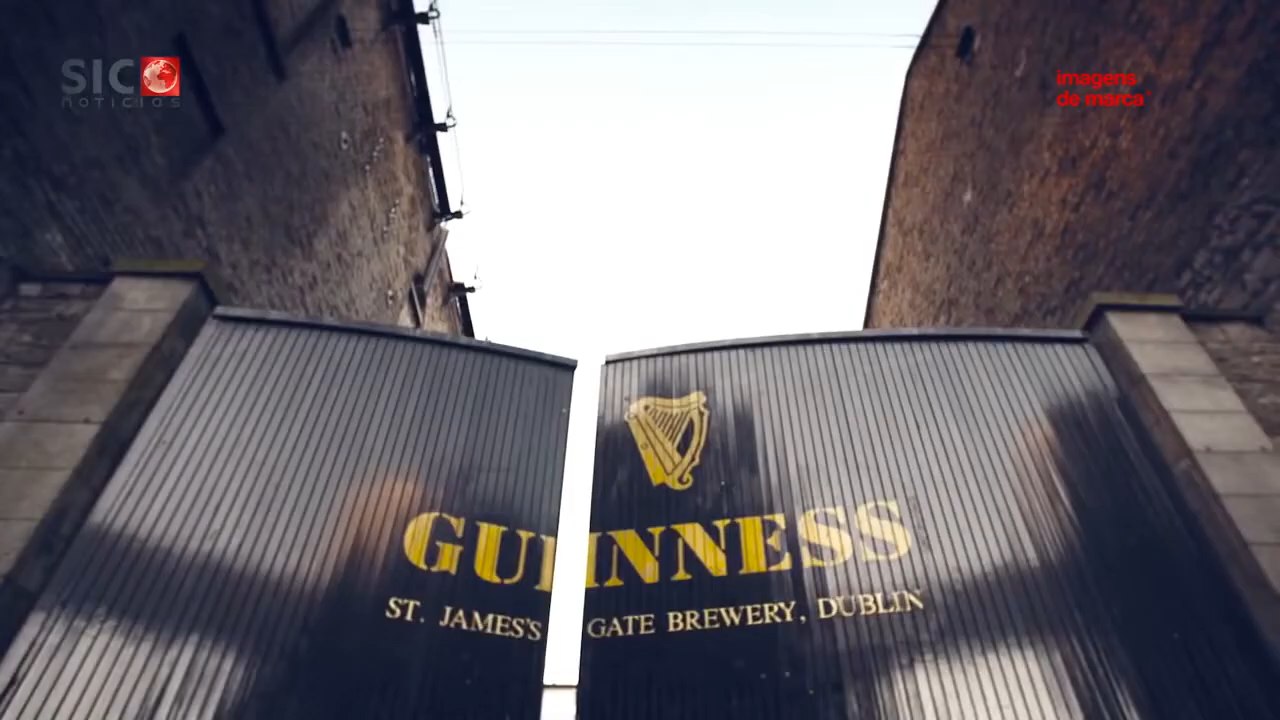 SIC
notícias
imagens
de marca
GUINNESS
ST. JAMES'S GATE BREWERY, DUBLIN